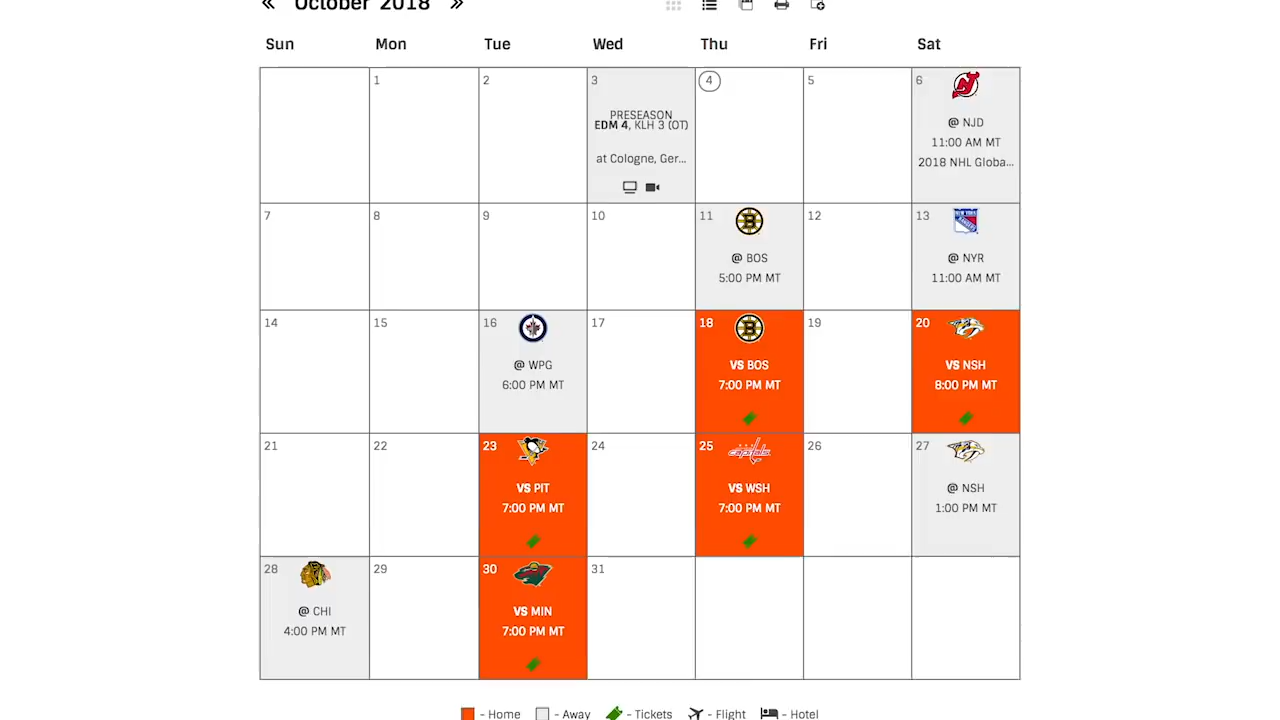 October 2018
Sun Mon Tue Wed Thu Fri Sat
1 2 3 4 5 6
PRESEASON
EDM 4, KLH 3 (OT)
at Cologne, Ger...
@ NJD
11:00 AM MT
2018 NHL Globa...
7 8 9 10 11 12 13
@ BOS
5:00 PM MT
NEW YORK
RANGERS
@ NYR
11:00 AM MT
14 15 16 17 18 19 20
@ WPG
6:00 PM MT
VS BOS
7:00 PM MT
VS NSH
8:00 PM MT
21 22 23 24 25 26 27
VS PIT
7:00 PM MT
capitals
VS WSH
7:00 PM MT
@ NSH
1:00 PM MT
28 29 30 31
@ CHI
4:00 PM MT
VS MIN
7:00 PM MT
- Home - Away - Tickets - Flight - Hotel